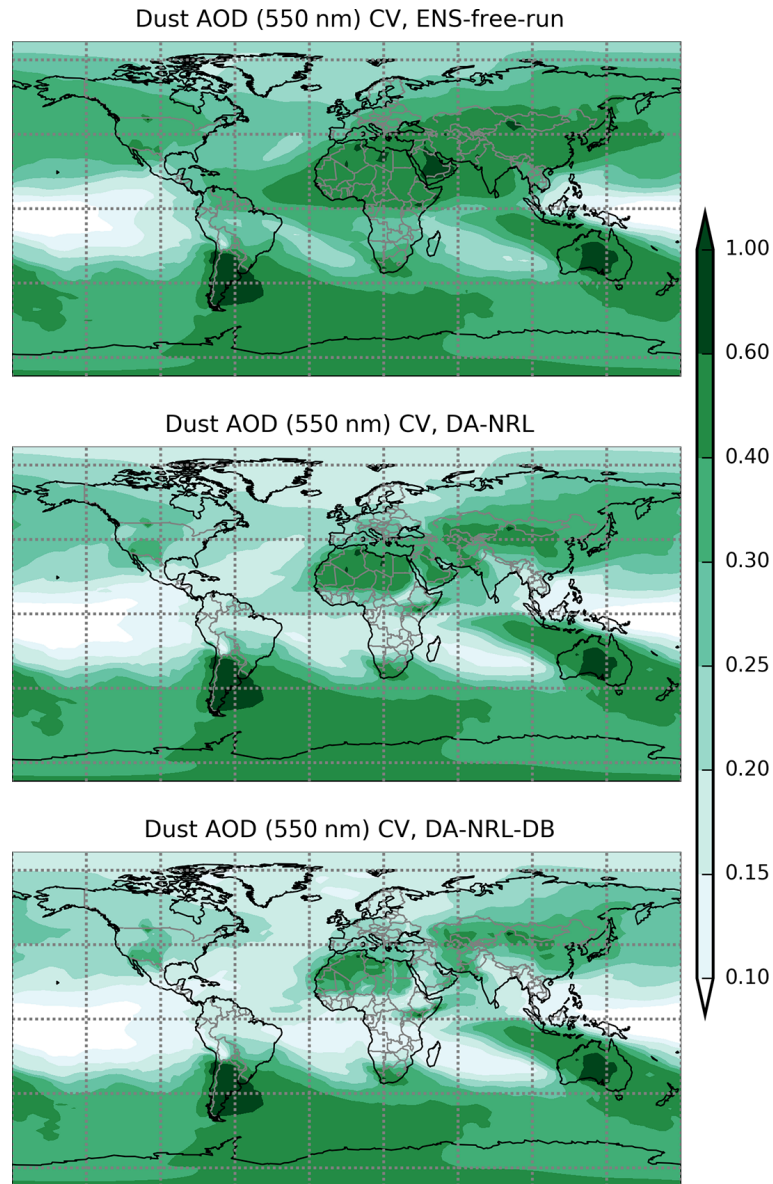 Dust AOD (550 nm) CV, ENS-free-run
Dust AOD (550 nm) CV, DA-NRL
Dust AOD (550 nm) CV, DA-NRL-DB
1.00
0.60
0.40
0.30
0.25
0.20
0.15
0.10